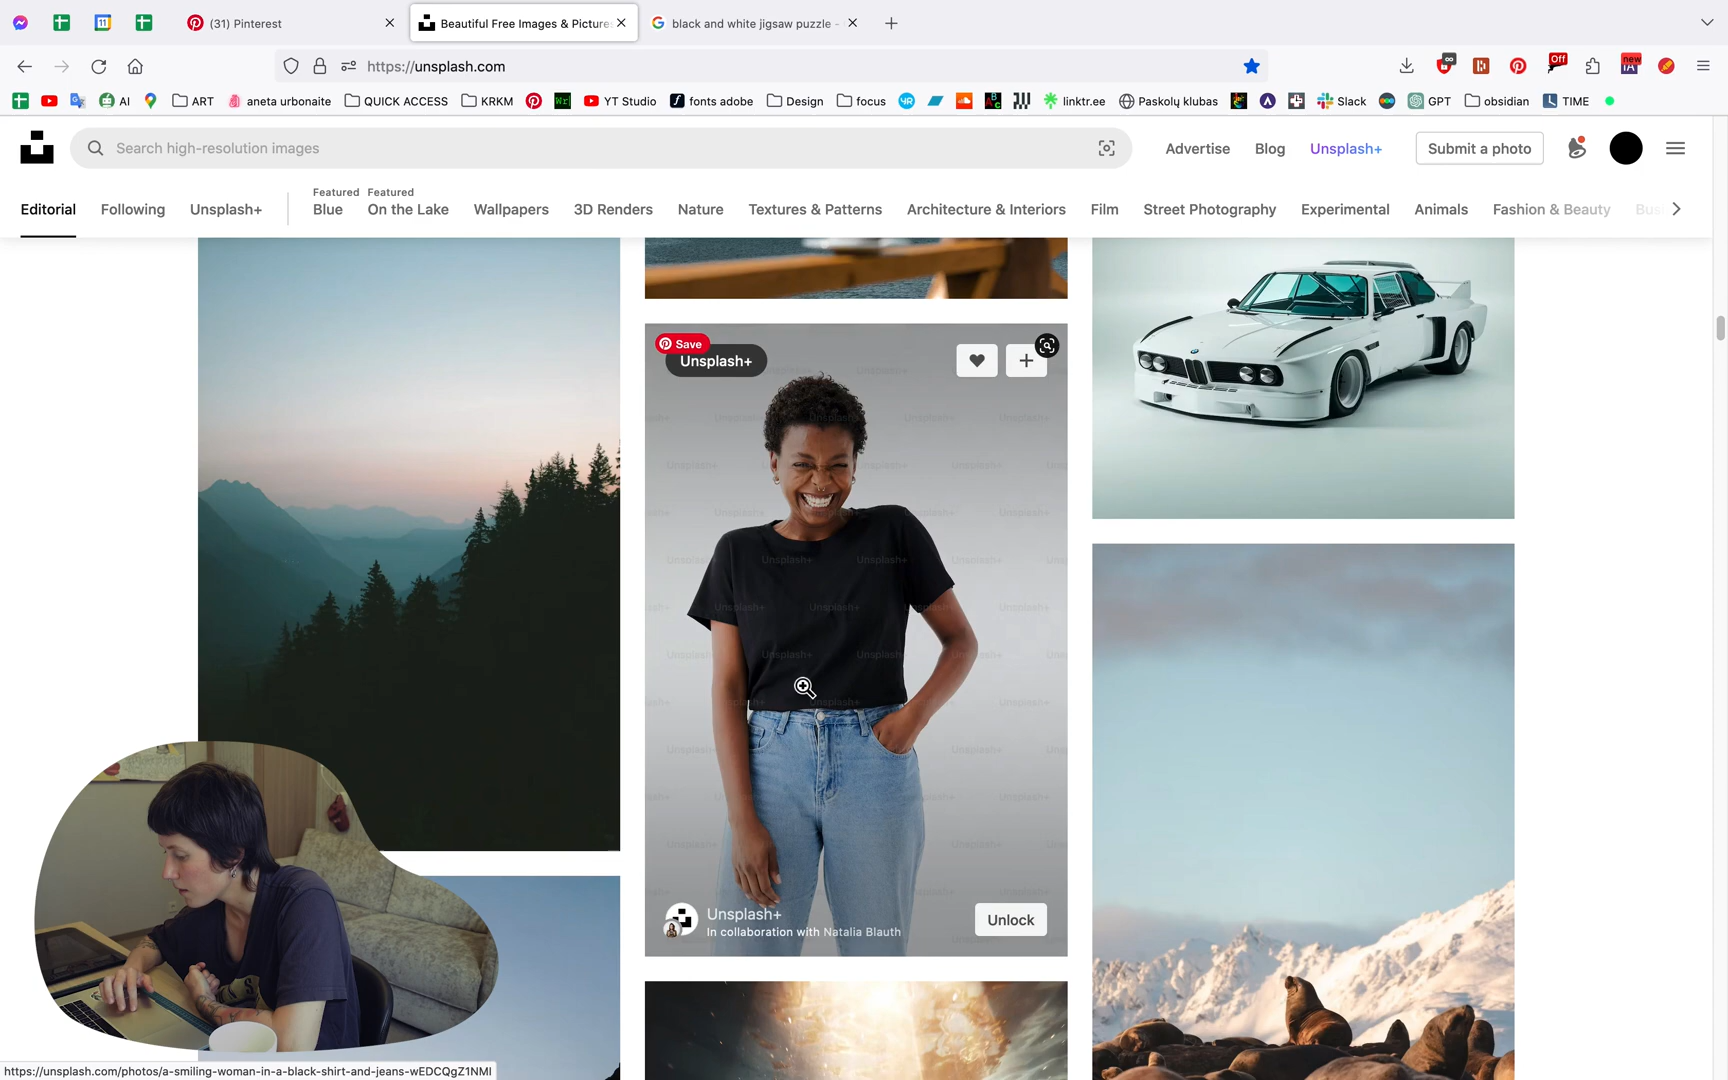 (31) Pinterest
Beautiful Free Images & Pictures
black and white jigsaw puzzle -
https://unsplash.com
AI
ART
aneta urbonaite
QUICK ACCESS
KRKM
YT Studio
fonts adobe
Design
focus
linktr.ee
Paskolų klubas
Slack
GPT
obsidian
TIME
Off
new
Search high-resolution images
Advertise
Blog
Unsplash+
Submit a photo
Editorial
Following
Unsplash+
Featured
Blue
Featured
On the Lake
Wallpapers
3D Renders
Nature
Textures & Patterns
Architecture & Interiors
Film
Street Photography
Experimental
Animals
Fashion & Beauty
Save
Unsplash+
Unsplash+
In collaboration with Natalia Blauth
Unlock
https://unsplash.com/photos/a-smiling-woman-in-a-black-shirt-and-jeans-wEDCQgZ1NMI